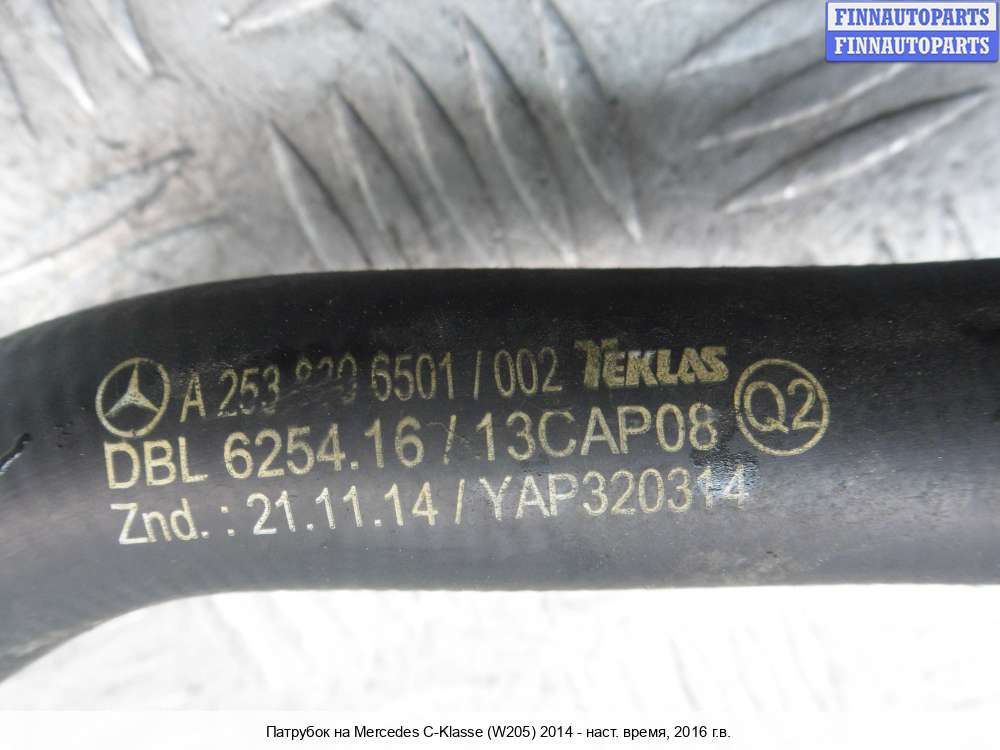 FINNAUTOPARTS
FINNAUTOPARTS
A 253 6501 / 002 TEKLAS
DBL 6254.16 / 13CAP08 Q2
Znd. : 21.11.14 / YAP320314
Патрубок на Mercedes C-Klasse (W205) 2014 - наст. время, 2016 г.в.